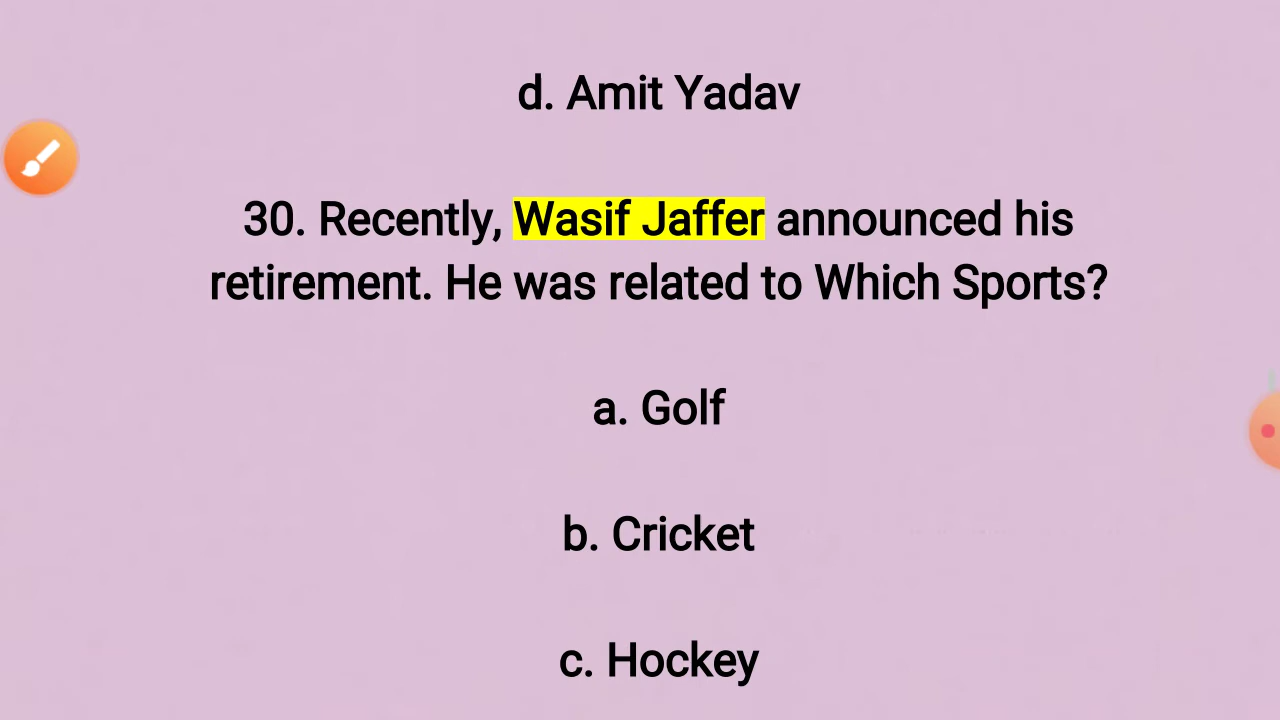 d. Amit Yadav
30. Recently, Wasif Jaffer announced his
retirement. He was related to Which Sports?
a. Golf
b. Cricket
c. Hockey